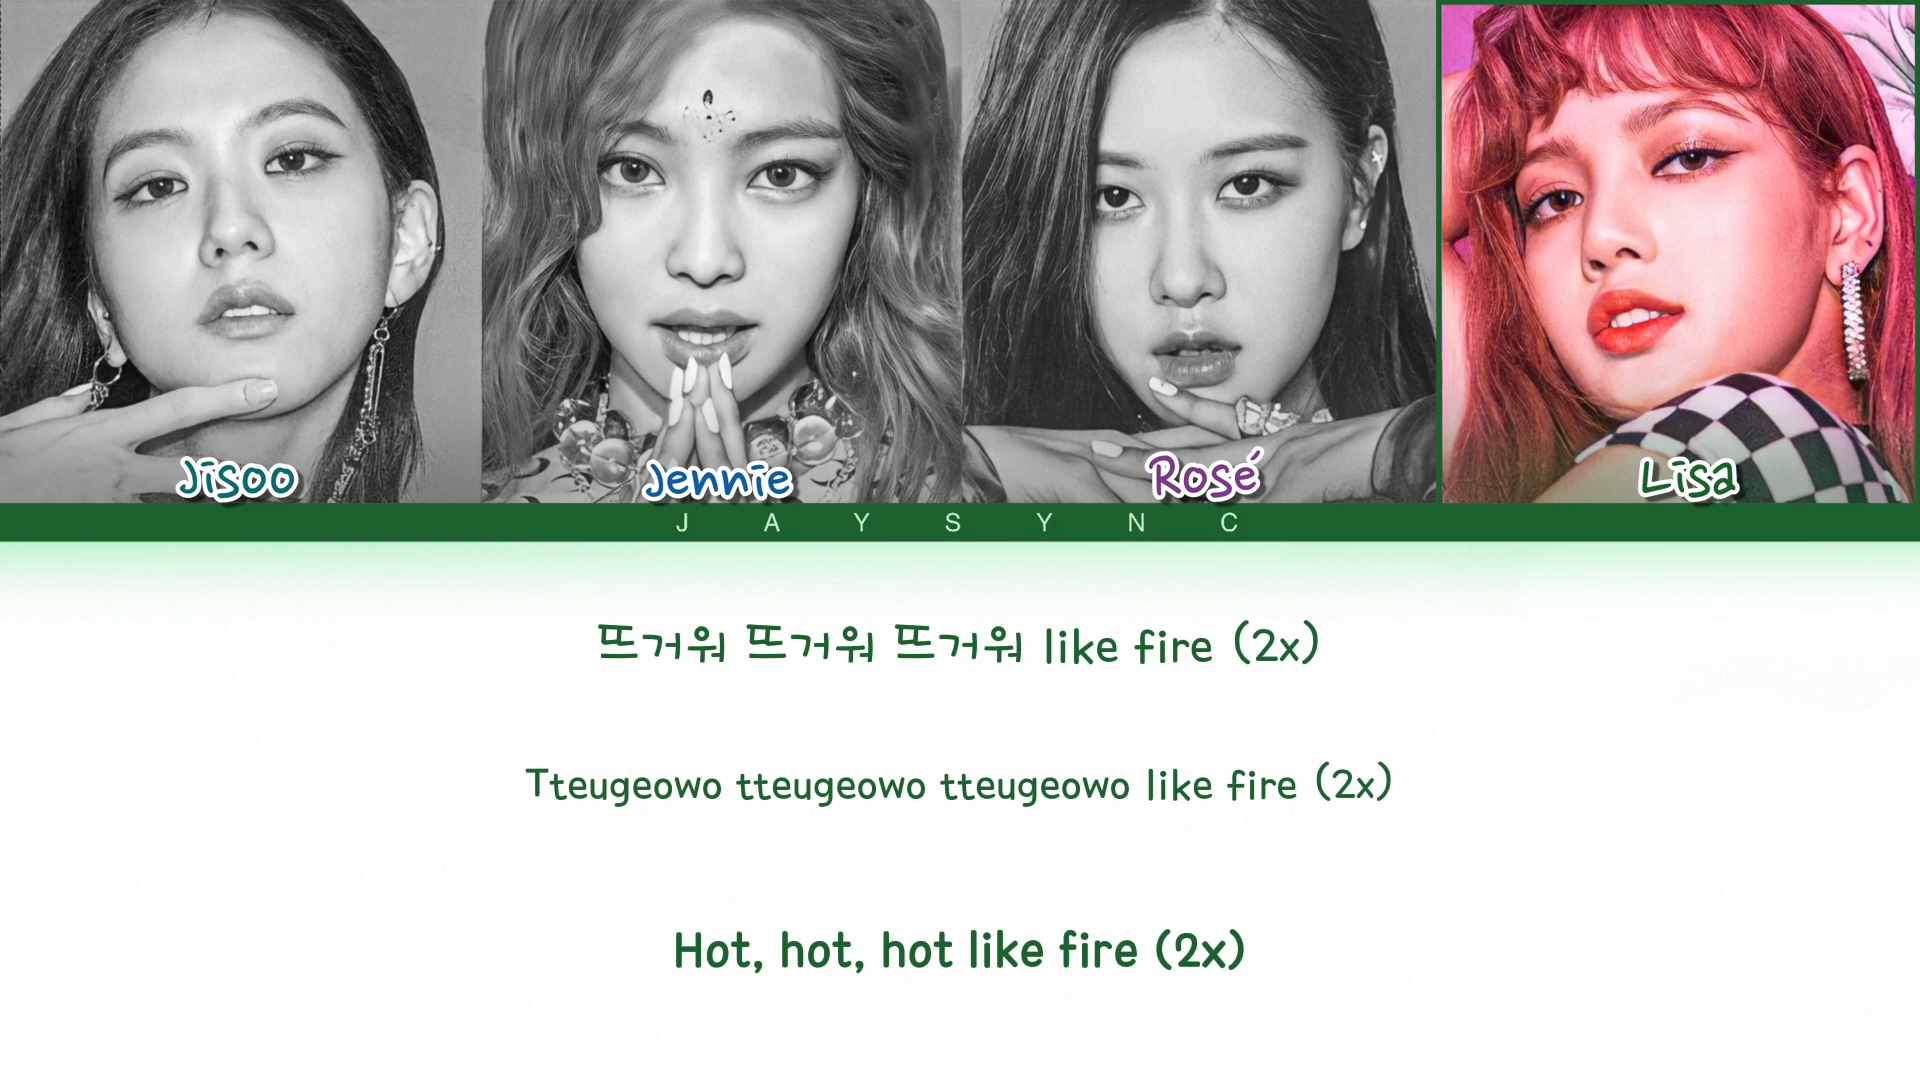 Jisoo
Jennie
Rosé
Lisa
JAYSYNC
뜨거워 뜨거워 뜨거워 like fire (2x)
Tteugeowo tteugeowo tteugeowo like fire (2x)
Hot, hot, hot like fire (2x)